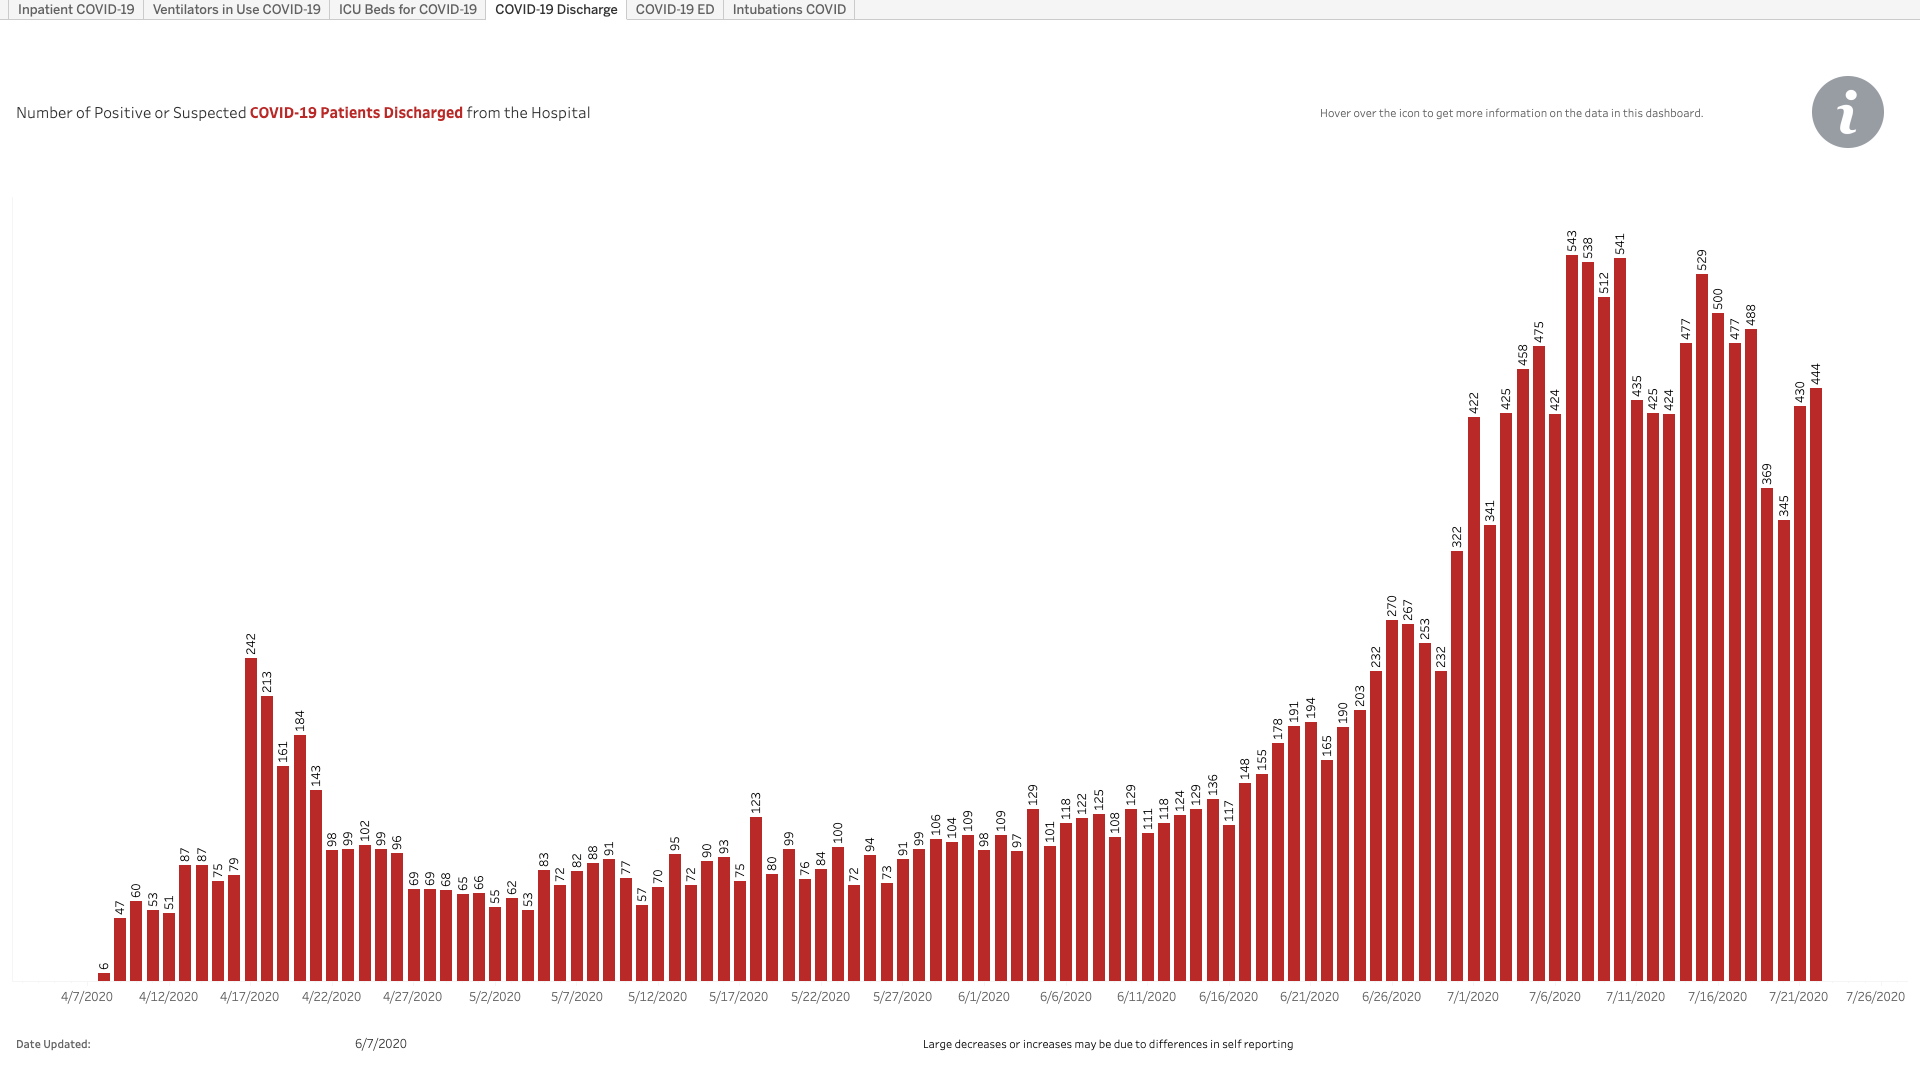 Inpatient COVID-19 Ventilators in Use COVID-19 ICU Beds for COVID-19 COVID-19 Discharge COVID-19 ED Intubations COVID
Number of Positive or Suspected COVID-19 Patients Discharged from the Hospital
Hover over the icon to get more information on the data in this dashboard.
i
6 47 60 53 51 87 87 75 79 242 213 161 184 143 98 99 102 99 96 69 69 68 65 66 55 62 53 83 72 82 88 91 77 57 70 95 72 90 93 75 123 80 99 76 84 100 72 94 73 91 99 106 104 109 98 109 97 129 101 118 122 125 108 129 111 118 124 129 136 117 148 155 178 191 194 165 190 203 232 270 267 253 232 322 422 341 425 458 475 424 543 538 512 541 435 425 424 477 529 500 477 488 369 345 430 444
4/7/2020 4/12/2020 4/17/2020 4/22/2020 4/27/2020 5/2/2020 5/7/2020 5/12/2020 5/17/2020 5/22/2020 5/27/2020 6/1/2020 6/6/2020 6/11/2020 6/16/2020 6/21/2020 6/26/2020 7/1/2020 7/6/2020 7/11/2020 7/16/2020 7/21/2020 7/26/2020
Date Updated: 6/7/2020
Large decreases or increases may be due to differences in self reporting